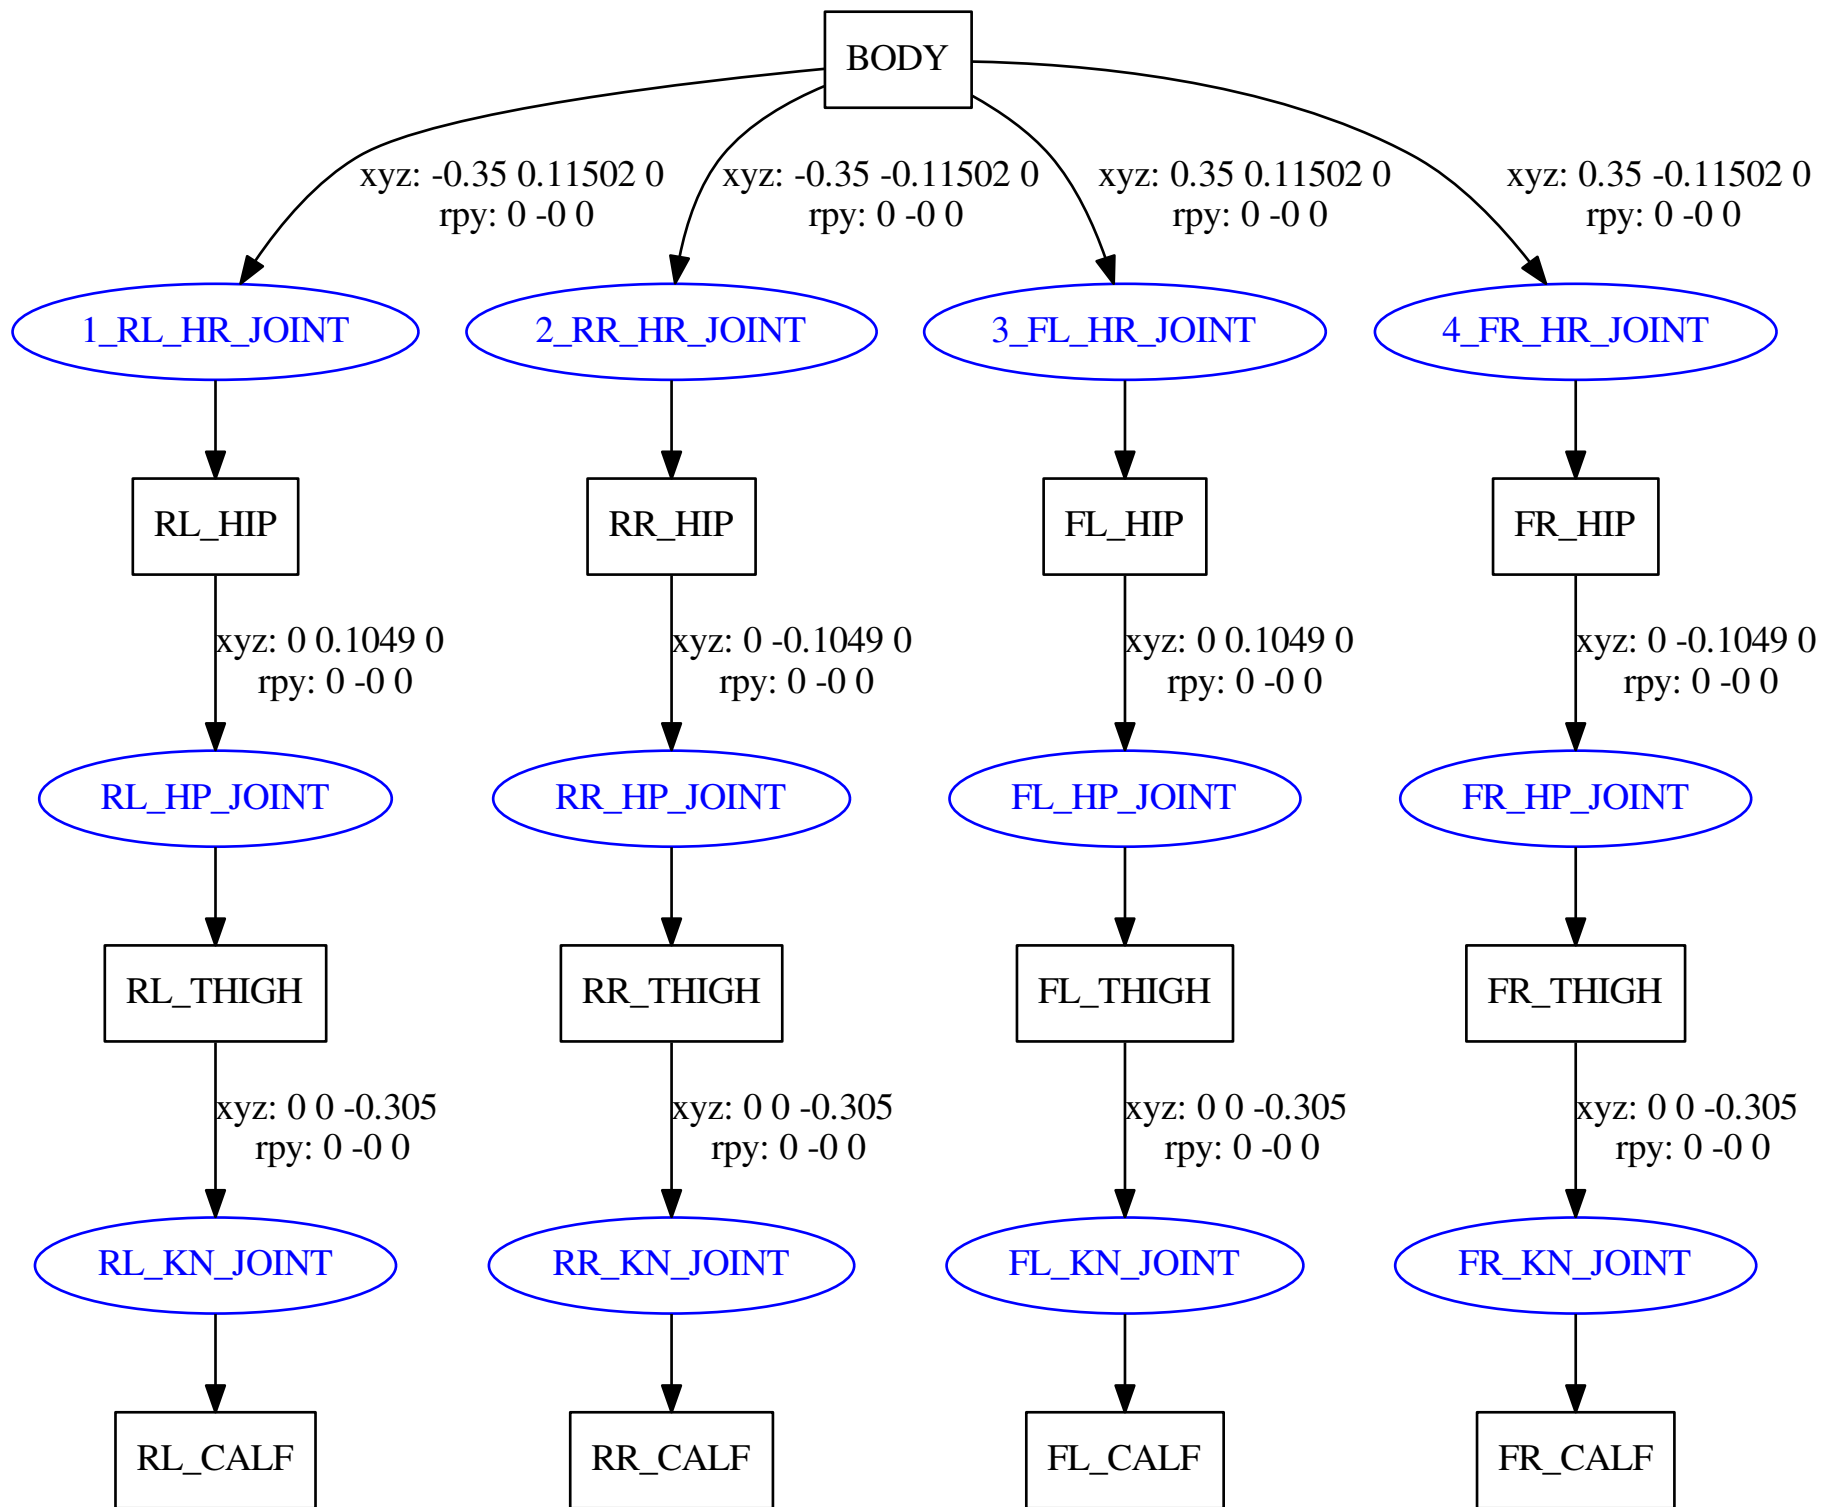 BODY
xyz: -0.35 0.11502 0
rpy: 0 -0 0
xyz: -0.35 -0.11502 0
rpy: 0 -0 0
xyz: 0.35 0.11502 0
rpy: 0 -0 0
xyz: 0.35 -0.11502 0
rpy: 0 -0 0
1_RL_HR_JOINT
2_RR_HR_JOINT
3_FL_HR_JOINT
4_FR_HR_JOINT
RL_HIP
RR_HIP
FL_HIP
FR_HIP
xyz: 0 0.1049 0
rpy: 0 -0 0
xyz: 0 -0.1049 0
rpy: 0 -0 0
xyz: 0 0.1049 0
rpy: 0 -0 0
xyz: 0 -0.1049 0
rpy: 0 -0 0
RL_HP_JOINT
RR_HP_JOINT
FL_HP_JOINT
FR_HP_JOINT
RL_THIGH
RR_THIGH
FL_THIGH
FR_THIGH
xyz: 0 0 -0.305
rpy: 0 -0 0
xyz: 0 0 -0.305
rpy: 0 -0 0
xyz: 0 0 -0.305
rpy: 0 -0 0
xyz: 0 0 -0.305
rpy: 0 -0 0
RL_KN_JOINT
RR_KN_JOINT
FL_KN_JOINT
FR_KN_JOINT
RL_CALF
RR_CALF
FL_CALF
FR_CALF